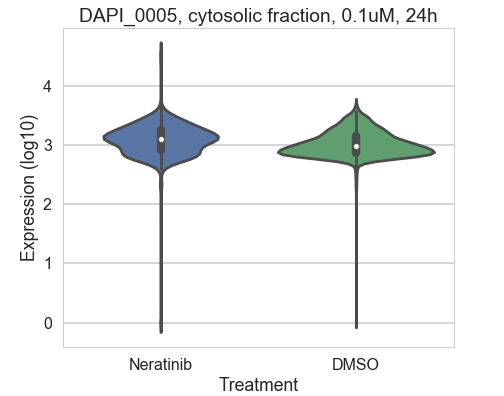 DAPI_0005, cytosolic fraction, 0.1uM, 24h
Expression (log10)
4
3
2
1
0
Neratinib DMSO
Treatment